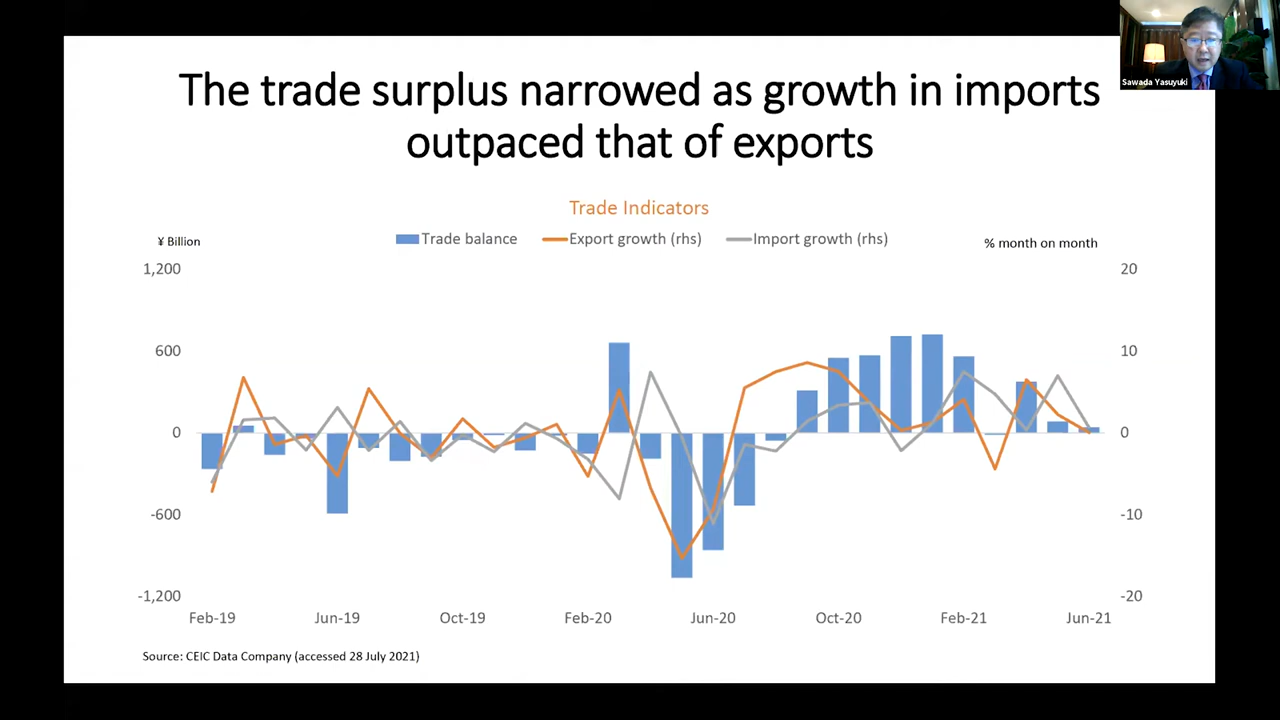 Sawada Yasuyuki
The trade surplus narrowed as growth in imports
outpaced that of exports
Trade Indicators
¥ Billion
Trade balance
Export growth (rhs)
Import growth (rhs)
% month on month
1,200
20
600
10
0
0
-600
-10
-1,200
-20
Feb-19
Jun-19
Oct-19
Feb-20
Jun-20
Oct-20
Feb-21
Jun-21
Source: CEIC Data Company (accessed 28 July 2021)